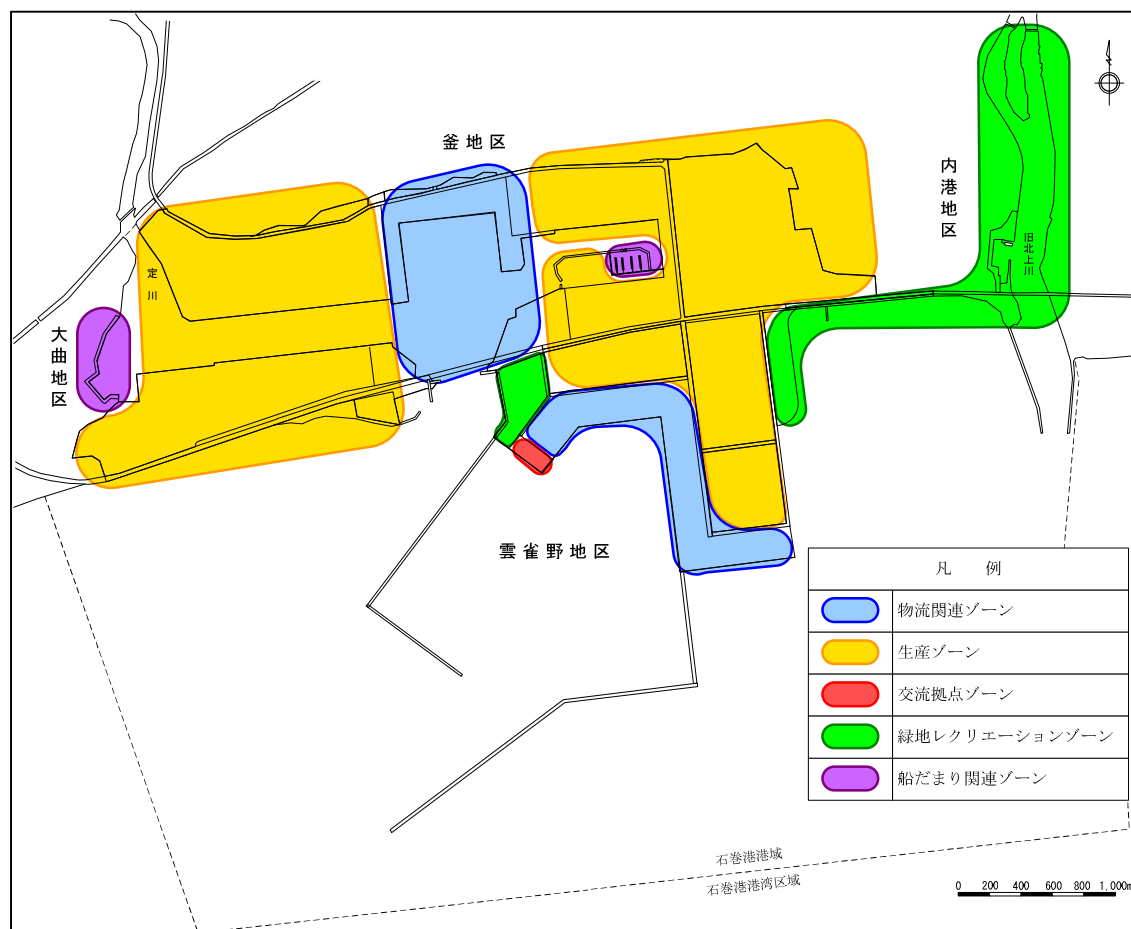 釜地区
内港地区
旧北上川
定川
大曲地区
雲雀野地区
凡 例
物流関連ゾーン
生産ゾーン
交流拠点ゾーン
緑地レクリエーションゾーン
船だまり関連ゾーン
石巻港港域
石巻港港湾区域
0 200 400 600 800 1,000m